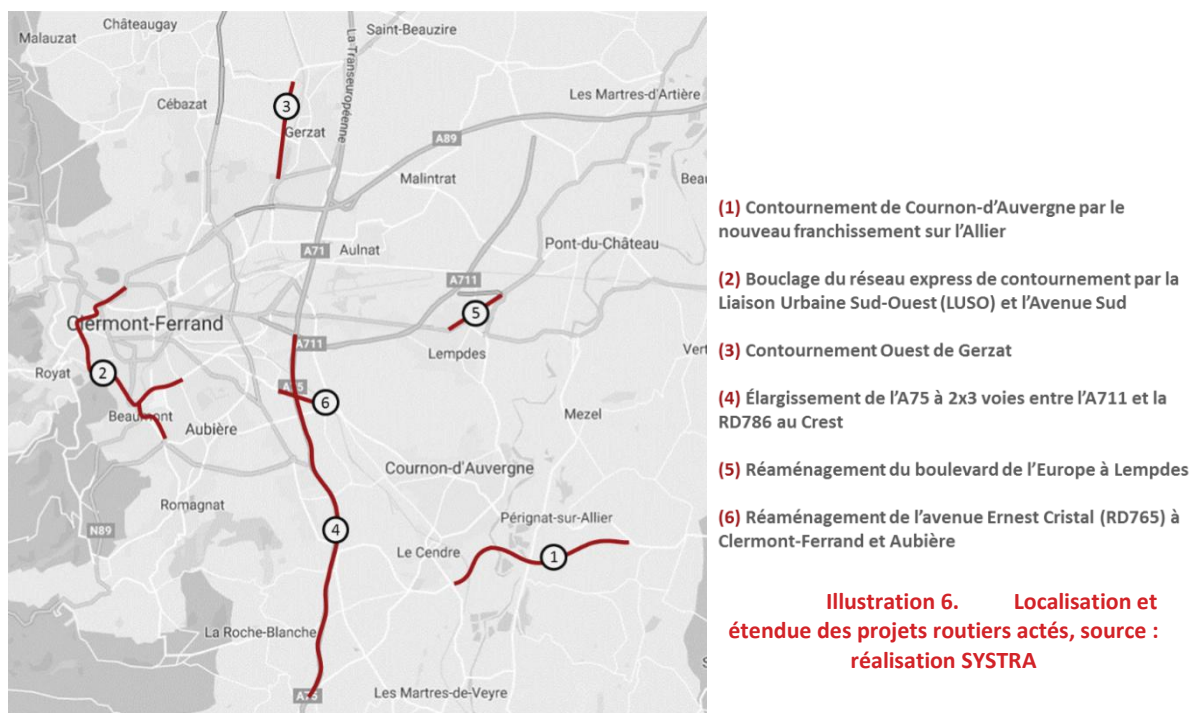 Châteaugay
Malauzat
Saint-Beauzire
La Transeuropéenne
Cébazat
3
Gerzat
Les Martres-d'Artière
A89
Malintrat
Beau
A71
Aulnat
Pont-du-Château
A711
5
Clermont-Ferrand
A711
Lempdes
Vert
Royat
2
6
Beaumont
Aubière
Mezel
Cournon-d'Auvergne
Romagnat
Pérignat-sur-Allier
N89
4
Le Cendre
1
La Roche-Blanche
Les Martres-de-Veyre
(1) Contournement de Cournon-d'Auvergne par le
nouveau franchissement sur l'Allier
(2) Bouclage du réseau express de contournement par la
Liaison Urbaine Sud-Ouest (LUSO) et l'Avenue Sud
(3) Contournement Ouest de Gerzat
(4) Élargissement de l'A75 à 2x3 voies entre l'A711 et la
RD786 au Crest
(5) Réaménagement du boulevard de l'Europe à Lempdes
(6) Réaménagement de l'avenue Ernest Cristal (RD765) à
Clermont-Ferrand et Aubière
Illustration 6. Localisation et
étendue des projets routiers actés, source :
réalisation SYSTRA